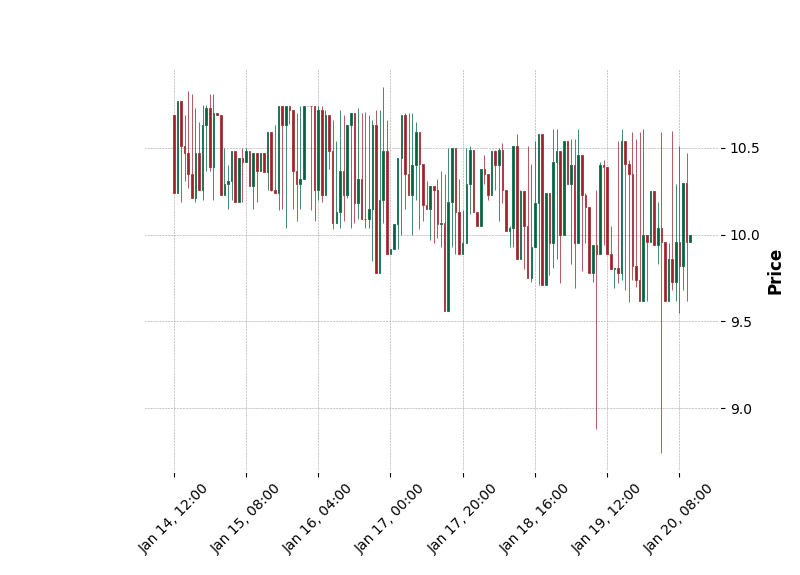 10.5
10.0
9.5
9.0
Price
Jan 14, 12:00
Jan 15, 08:00
Jan 16, 04:00
Jan 17, 00:00
Jan 17, 20:00
Jan 18, 16:00
Jan 19, 12:00
Jan 20, 08:00